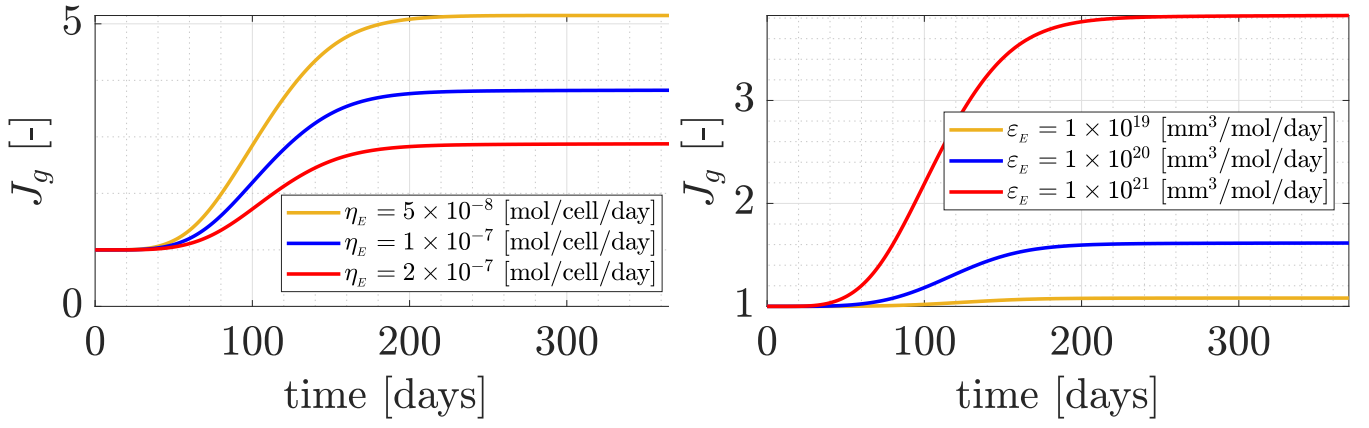 5
0
0 100 200 300
time [days]
J_g [-]
η_E = 5 × 10^−8 [mol/cell/day]
η_E = 1 × 10^−7 [mol/cell/day]
η_E = 2 × 10^−7 [mol/cell/day]
3
2
1
0 100 200 300
time [days]
J_g [-]
ε_E = 1 × 10^19 [mm^3/mol/day]
ε_E = 1 × 10^20 [mm^3/mol/day]
ε_E = 1 × 10^21 [mm^3/mol/day]